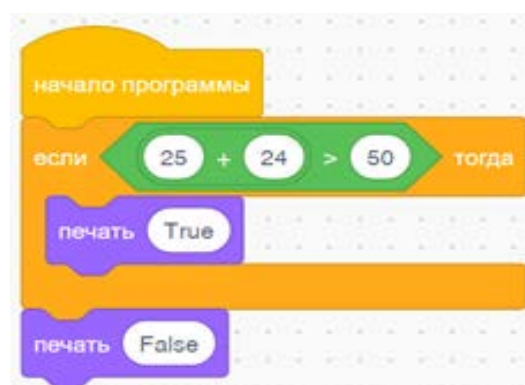 начало программы
если 25 + 24 > 50 тогда
печать True
печать False